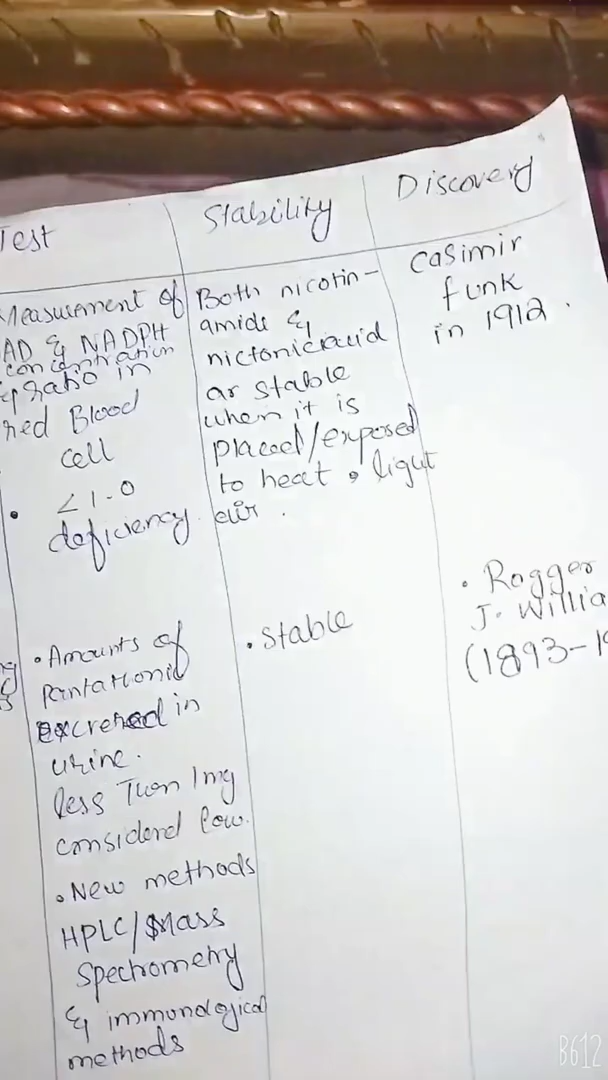 Test
Stability
Discovery
Measurement of
AD & NADPH
concentration
ratio in
red Blood
cell
• <1.0
deficiency.
Both nicotin-
amide &
nictonicacid
ar stable
when it is
placed/exposed
to heat, light
air.
Casimir
funk
in 1912.
• Amounts of
Pantathonic
excreted in
urine.
less Than 1mg
considerd low.
• New methods
HPLC/Mass
Spectrometry
& immunological
methods
• Stable
• Rogger
J. Willia
(1893-19
B612